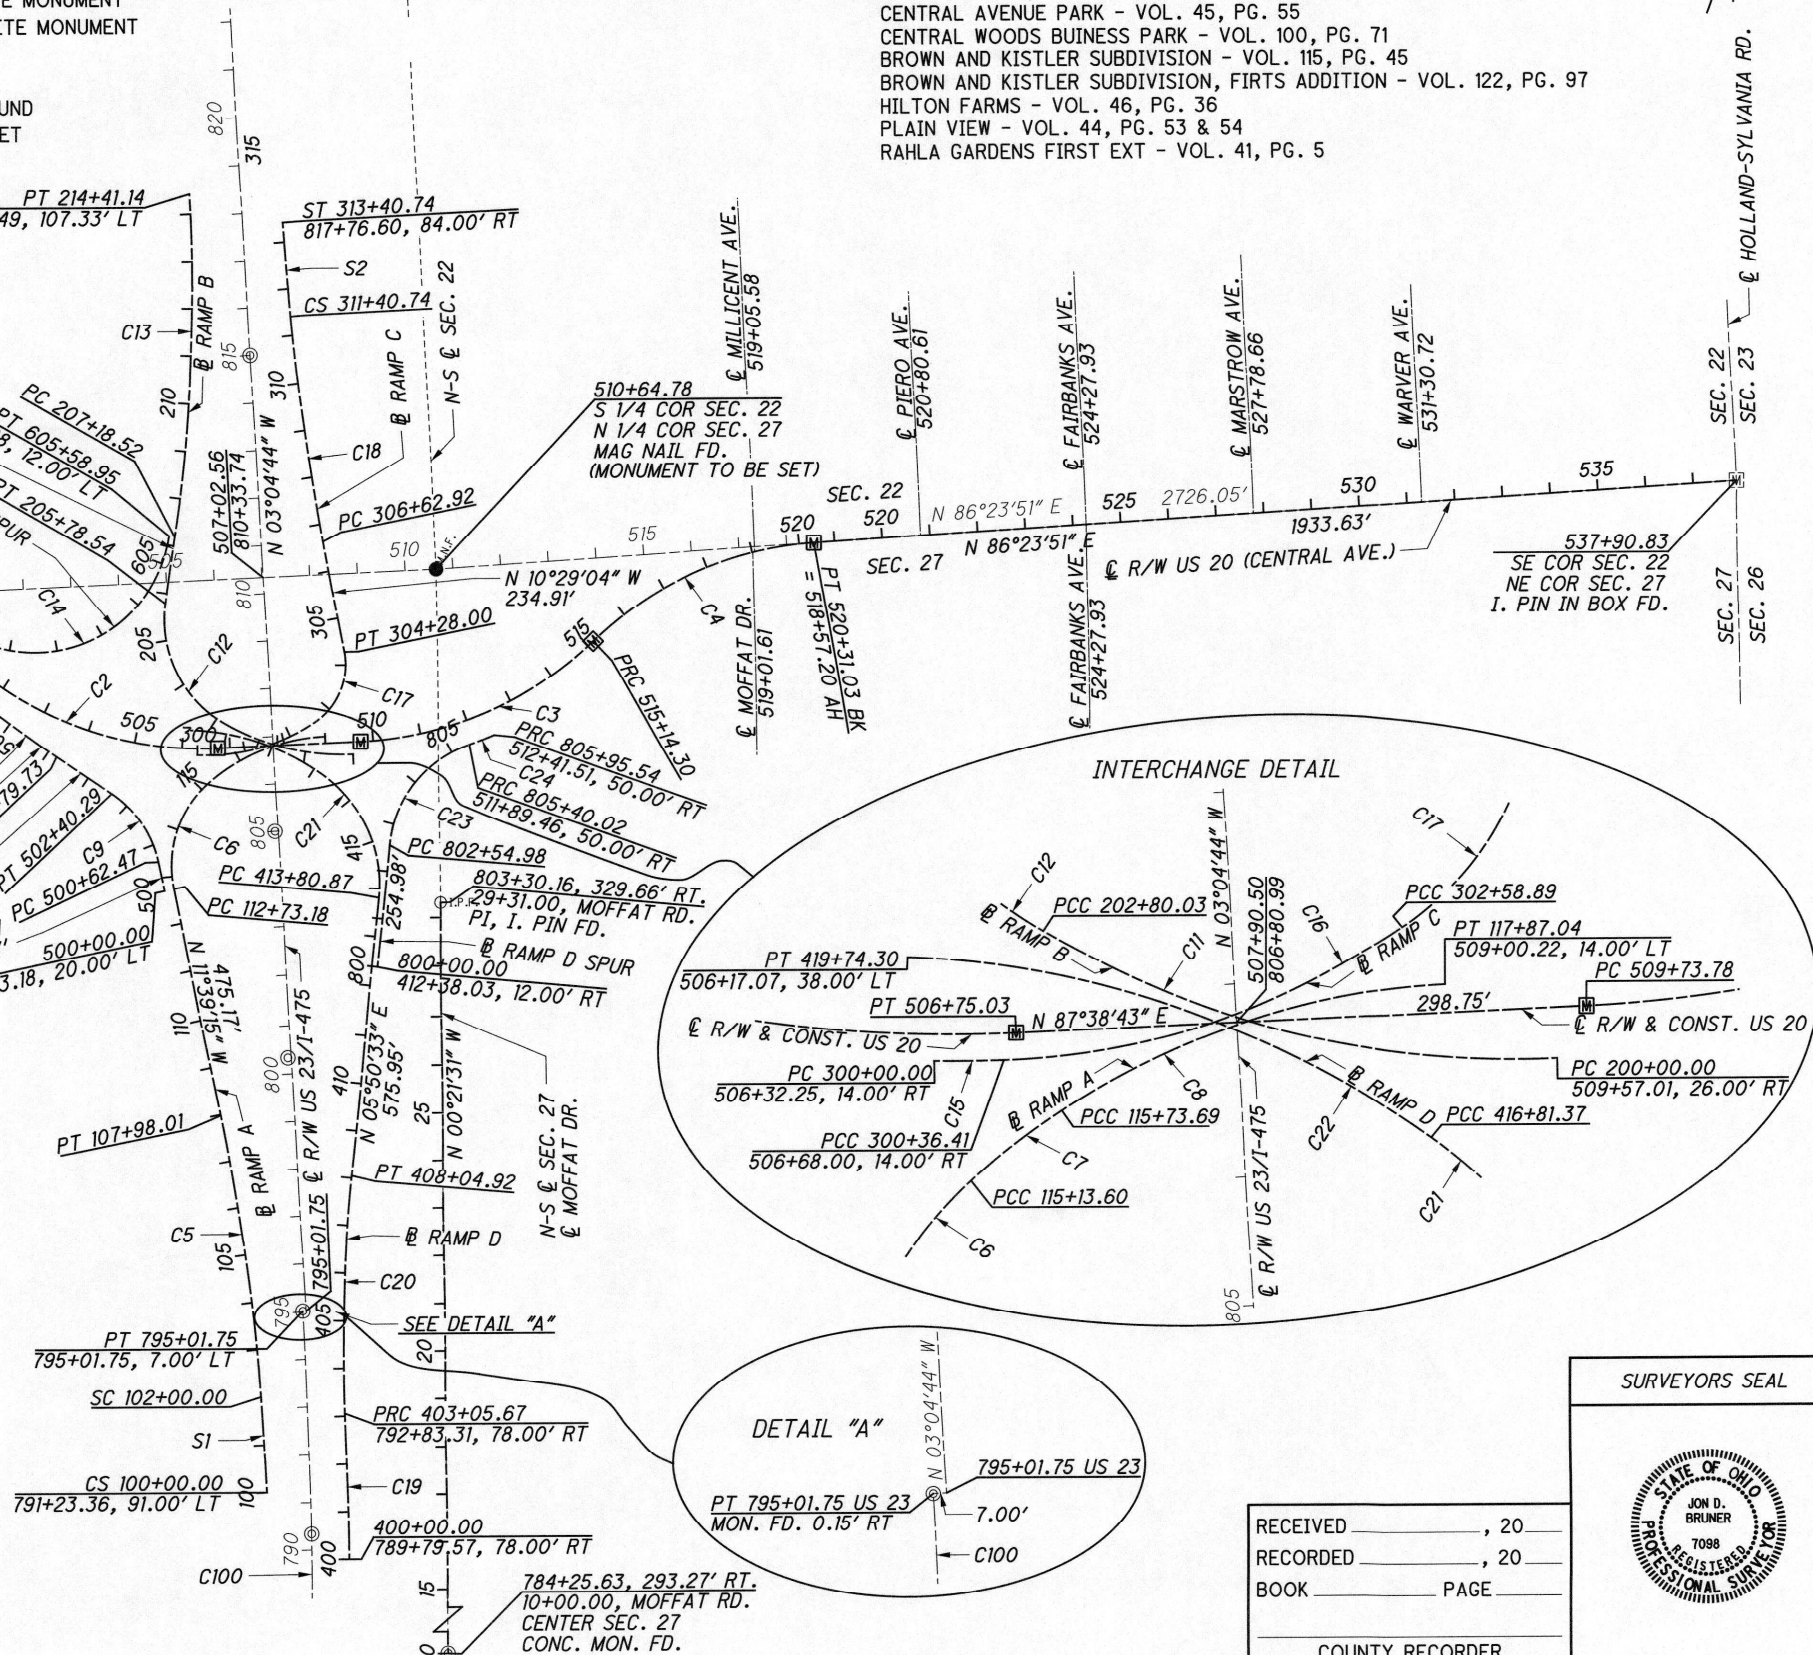 E MONUMENT
ETE MONUMENT
UND
ET
CENTRAL AVENUE PARK - VOL. 45, PG. 55
CENTRAL WOODS BUINESS PARK - VOL. 100, PG. 71
BROWN AND KISTLER SUBDIVISION - VOL. 115, PG. 45
BROWN AND KISTLER SUBDIVISION, FIRTS ADDITION - VOL. 122, PG. 97
HILTON FARMS - VOL. 46, PG. 36
PLAIN VIEW - VOL. 44, PG. 53 & 54
RAHLA GARDENS FIRST EXT - VOL. 41, PG. 5
℄ HOLLAND-SYLVANIA RD.
820
315
PT 214+41.14
49, 107.33' LT
ST 313+40.74
817+76.60, 84.00' RT
S2
CS 311+40.74
C13
B RAMP B
815
310
210
B RAMP C
N-S ℄ SEC. 22
℄ MILLICENT AVE.
519+05.58
℄ PIERO AVE.
520+80.61
℄ FAIRBANKS AVE.
524+27.93
℄ MARSTROW AVE.
527+78.66
℄ WARVER AVE.
531+30.72
SEC. 22
SEC. 23
PC 207+18.52
PT 605+58.95
8, 12.00' LT
PT 205+78.54
SPUR
507+02.56
810+33.74
N 03°04'44" W
C18
PC 306+62.92
510+64.78
S 1/4 COR SEC. 22
N 1/4 COR SEC. 27
MAG NAIL FD.
(MONUMENT TO BE SET)
SEC. 22
520
520
N 86°23'51" E
525
2726.05'
530
535
SEC. 27
N 86°23'51" E
1933.63'
℄ R/W US 20 (CENTRAL AVE.)
537+90.83
SE COR SEC. 22
NE COR SEC. 27
I. PIN IN BOX FD.
SEC. 27
SEC. 26
605
505
510
515
810
N 10°29'04" W
234.91'
C14
205
C12
305
PT 304+28.00
C17
515
C4
PT 520+31.03 BK
= 518+57.20 AH
℄ MOFFAT DR.
519+01.61
℄ FAIRBANKS AVE.
524+27.93
PRC 515+14.30
C2
505
300
510
805
C3
PRC 805+95.54
512+41.51, 50.00' RT
C24
PRC 805+40.02
511+89.46, 50.00' RT
115
79.73
PT 502+40.29
C9
PC 500+62.47
500
500+00.00
3.18, 20.00' LT
C6
805
C21
415
C23
PC 413+80.87
PC 112+73.18
PC 802+54.98
254.98'
803+30.16, 329.66' RT.
29+31.00, MOFFAT RD.
PI, I. PIN FD.
B RAMP D SPUR
800
800+00.00
412+38.03, 12.00' RT
N 11°39'15" W
475.17'
110
800
℄ R/W US 23/I-475
410
N 05°50'33" E
575.95'
25
N 00°21'31" W
N-S ℄ SEC. 27
℄ MOFFAT DR.
PT 107+98.01
B RAMP A
PT 408+04.92
C5
105
795+01.75
B RAMP D
C20
795
405
SEE DETAIL "A"
PT 795+01.75
795+01.75, 7.00' LT
20
SC 102+00.00
S1
PRC 403+05.67
792+83.31, 78.00' RT
CS 100+00.00
791+23.36, 91.00' LT
100
C19
790
400
400+00.00
789+79.57, 78.00' RT
C100
15
784+25.63, 293.27' RT.
10+00.00, MOFFAT RD.
CENTER SEC. 27
CONC. MON. FD.
INTERCHANGE DETAIL
C17
C12
PCC 202+80.03
B RAMP B
C11
N 03°04'44" W
507+90.50
806+80.99
C16
PCC 302+58.89
B RAMP C
PT 117+87.04
509+00.22, 14.00' LT
PT 419+74.30
506+17.07, 38.00' LT
PC 509+73.78
PT 506+75.03
℄ R/W & CONST. US 20
N 87°38'43" E
298.75'
℄ R/W & CONST. US 20
PC 300+00.00
506+32.25, 14.00' RT
C15
B RAMP A
C8
PCC 115+73.69
B RAMP D
PC 200+00.00
509+57.01, 26.00' RT
PCC 300+36.41
506+68.00, 14.00' RT
C7
C22
PCC 416+81.37
PCC 115+13.60
C21
C6
℄ R/W US 23/I-475
805
DETAIL "A"
N 03°04'44" W
795+01.75 US 23
PT 795+01.75 US 23
MON. FD. 0.15' RT
7.00'
C100
SURVEYORS SEAL
STATE OF OHIO
JON D.
BRUNER
7098
REGISTERED
PROFESSIONAL SURVEYOR
RECEIVED , 20
RECORDED , 20
BOOK PAGE
COUNTY RECORDER